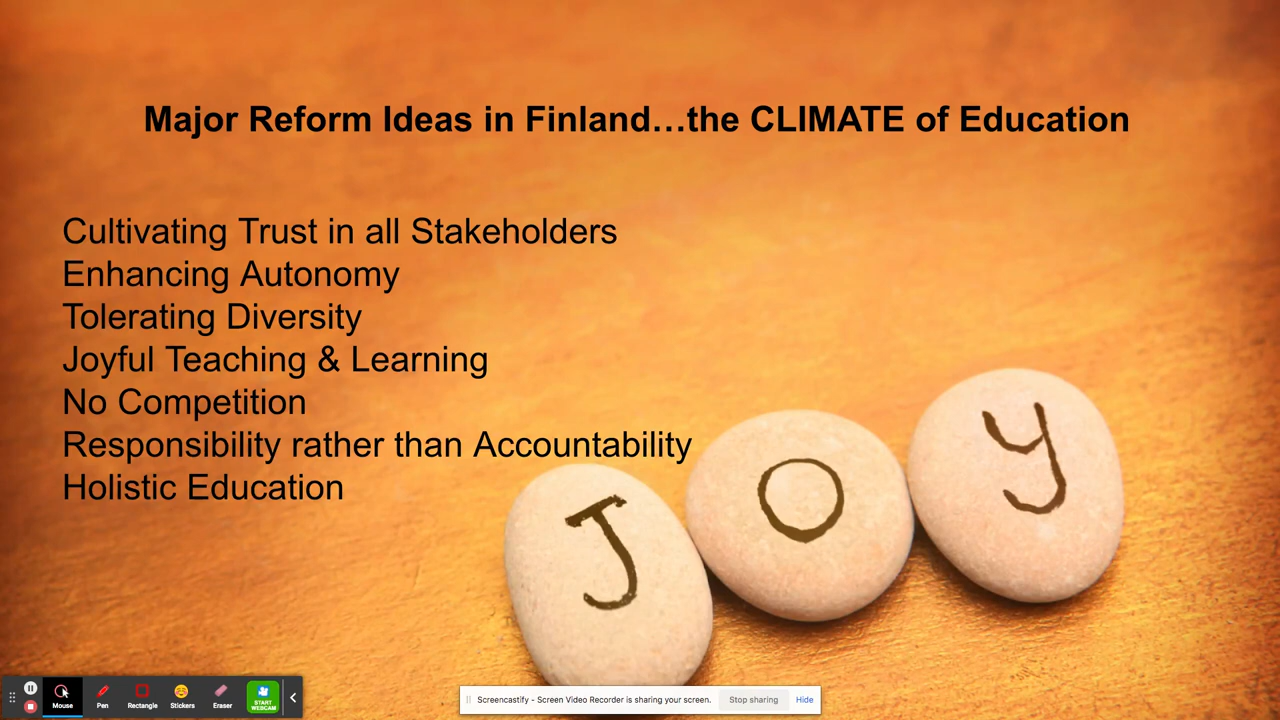 Major Reform Ideas in Finland…the CLIMATE of Education
Cultivating Trust in all Stakeholders
Enhancing Autonomy
Tolerating Diversity
Joyful Teaching & Learning
No Competition
Responsibility rather than Accountability
Holistic Education
J O y
Mouse
Pen
Rectangle
Stickers
Eraser
START
WEBCAM
Screencastify - Screen Video Recorder is sharing your screen.
Stop sharing
Hide